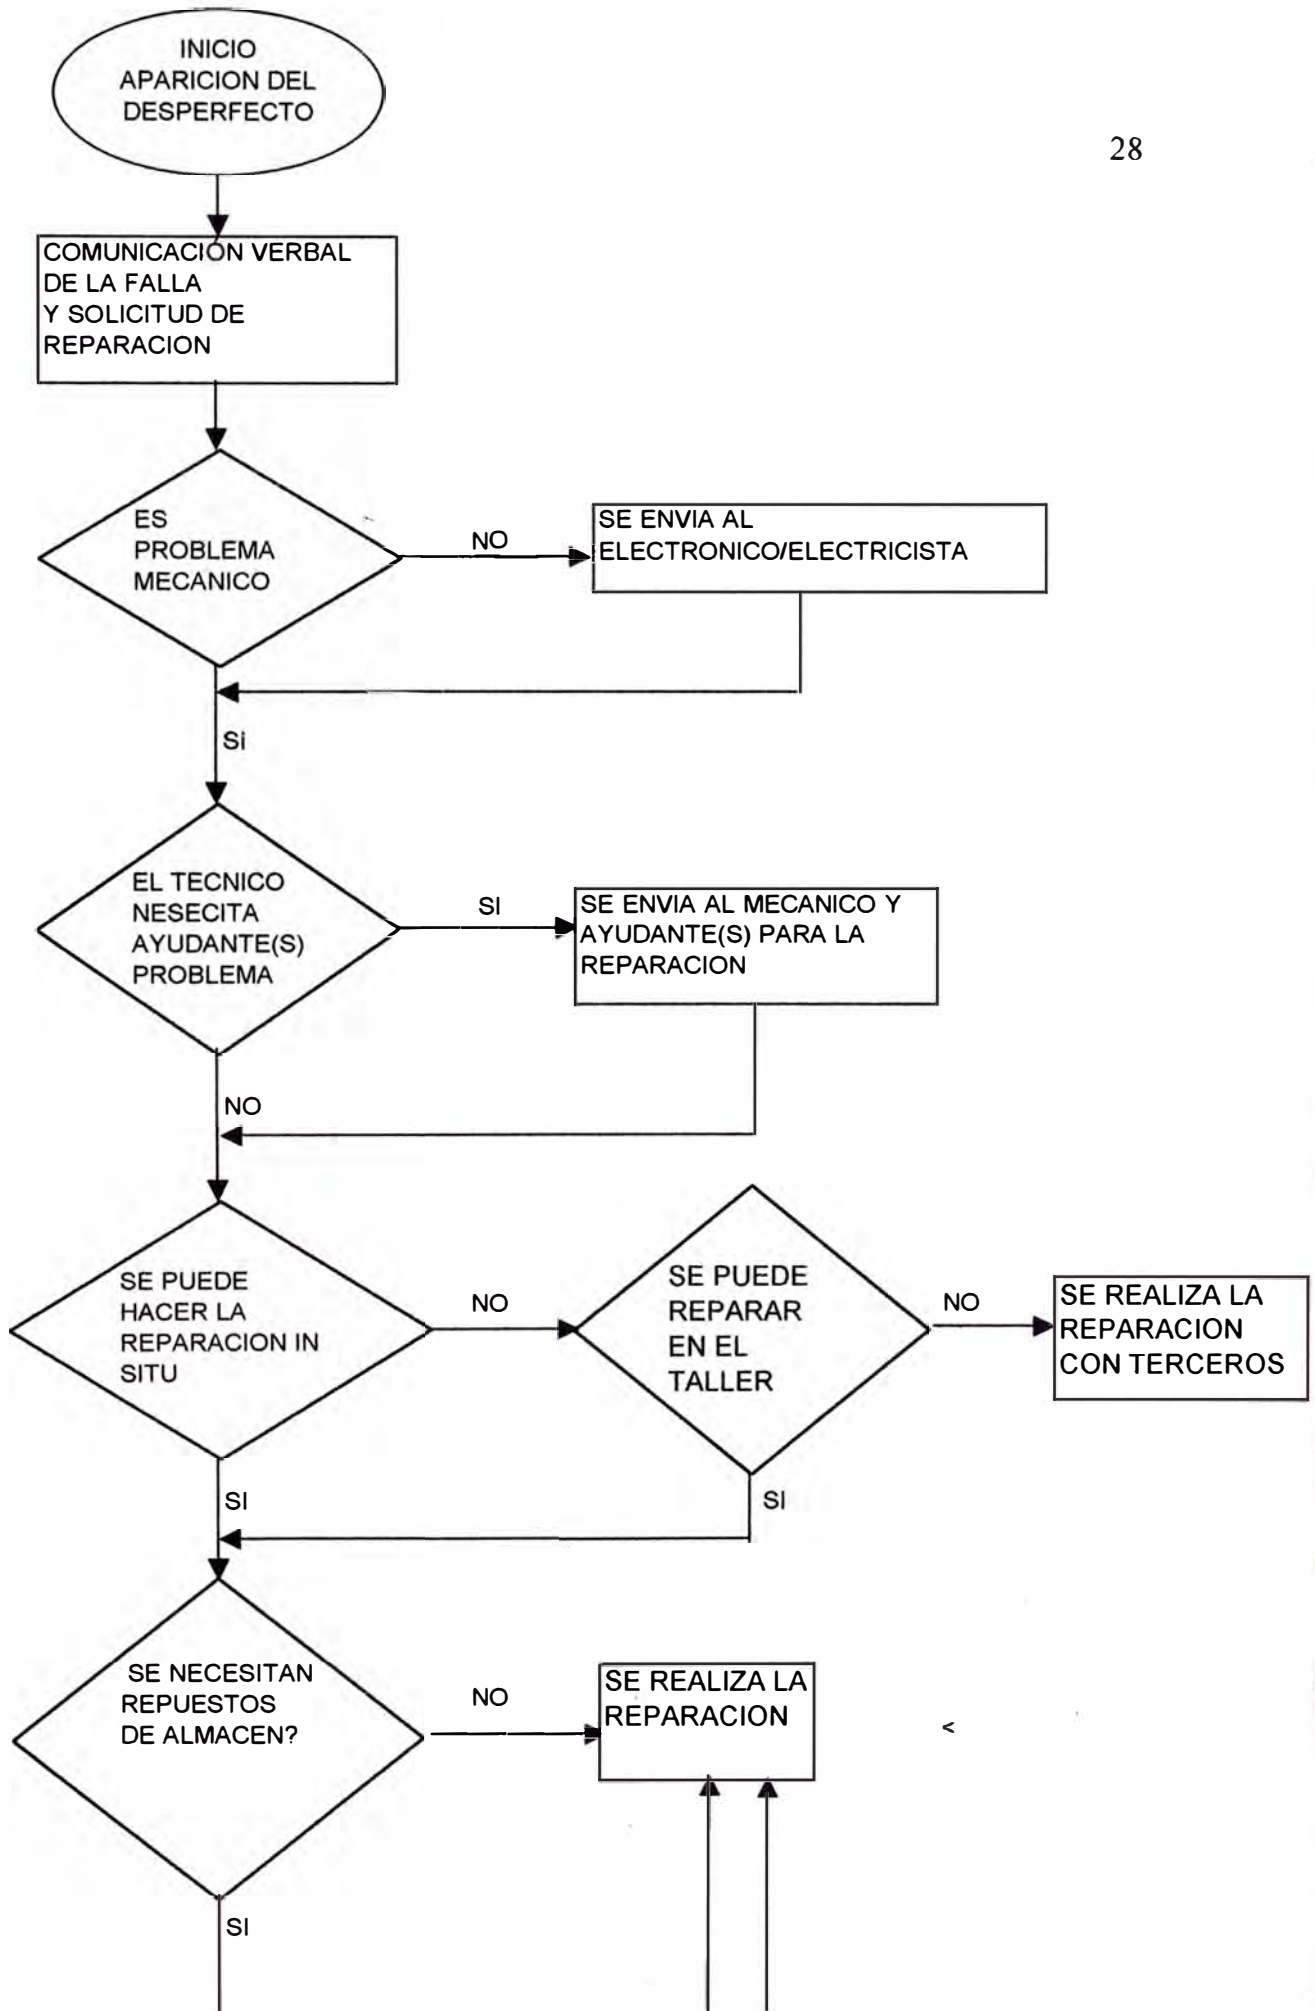 INICIO
APARICION DEL
DESPERFECTO
28
COMUNICACIÓN VERBAL
DE LA FALLA
Y SOLICITUD DE
REPARACION
ES
PROBLEMA
MECANICO
NO
SE ENVIA AL
ELECTRONICO/ELECTRICISTA
Si
EL TECNICO
NESECITA
AYUDANTE(S)
PROBLEMA
SI
SE ENVIA AL MECANICO Y
AYUDANTE(S) PARA LA
REPARACION
NO
SE PUEDE
HACER LA
REPARACION IN
SITU
NO
SE PUEDE
REPARAR
EN EL
TALLER
NO
SE REALIZA LA
REPARACION
CON TERCEROS
SI
SI
SE NECESITAN
REPUESTOS
DE ALMACEN?
NO
SE REALIZA LA
REPARACION
<
SI